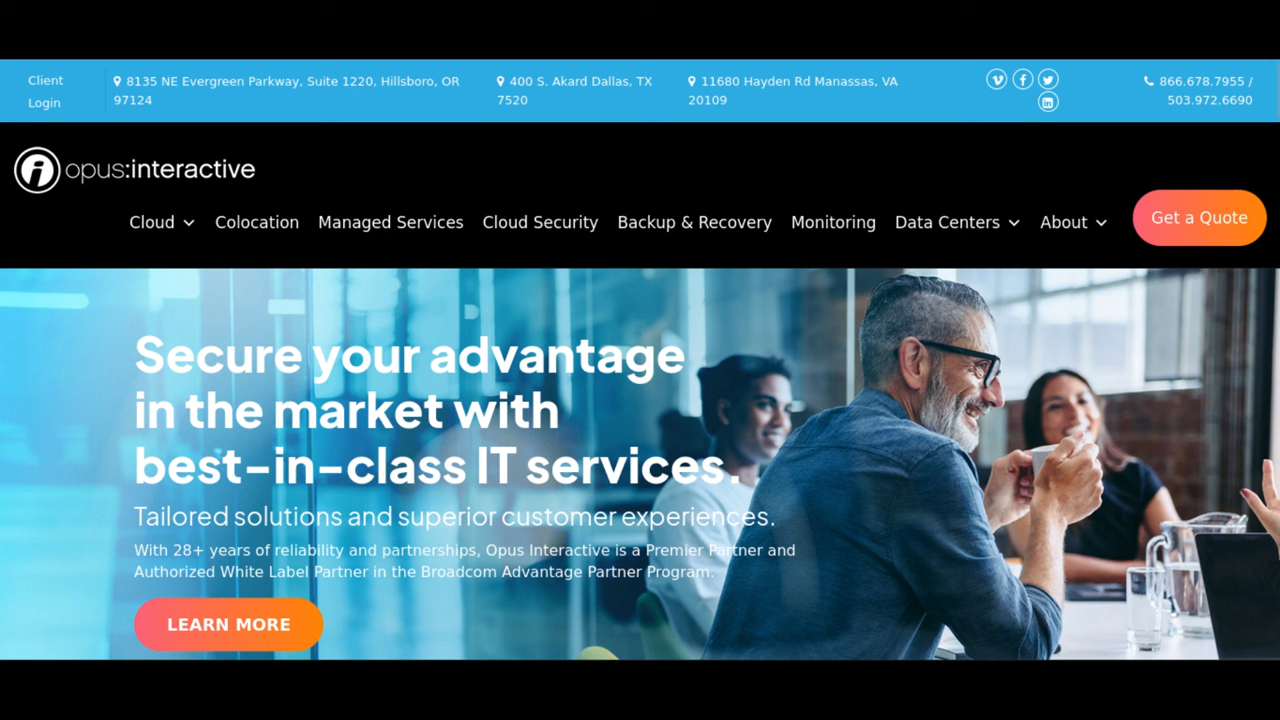 Client
Login
8135 NE Evergreen Parkway, Suite 1220, Hillsboro, OR
97124
400 S. Akard Dallas, TX
7520
11680 Hayden Rd Manassas, VA
20109
866.678.7955 /
503.972.6690
opus:interactive
Cloud
Colocation
Managed Services
Cloud Security
Backup & Recovery
Monitoring
Data Centers
About
Get a Quote
Secure your advantage
in the market with
best-in-class IT services.
Tailored solutions and superior customer experiences.
With 28+ years of reliability and partnerships, Opus Interactive is a Premier Partner and
Authorized White Label Partner in the Broadcom Advantage Partner Program.
LEARN MORE